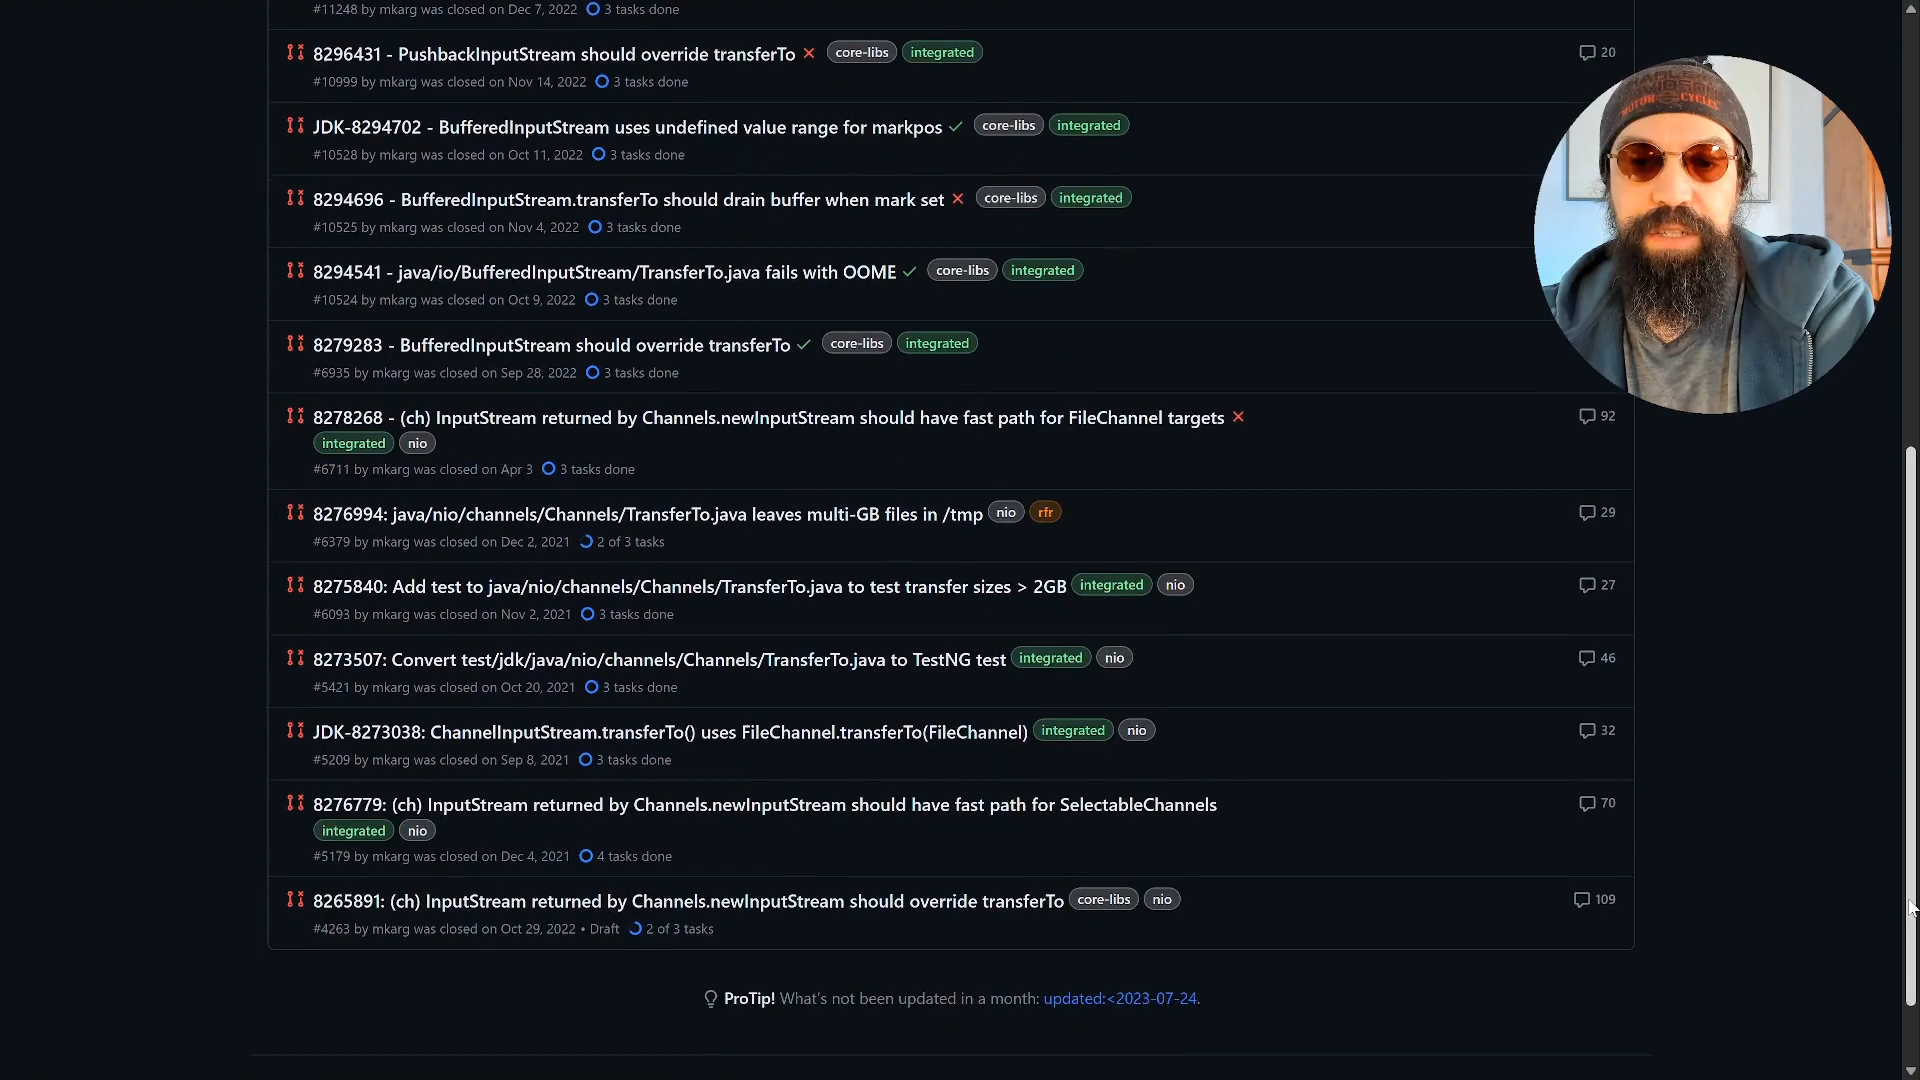 #11248 by mkarg was closed on Dec 7, 2022 3 tasks done
8296431 - PushbackInputStream should override transferTo core-libs integrated 20
#10999 by mkarg was closed on Nov 14, 2022 3 tasks done
JDK-8294702 - BufferedInputStream uses undefined value range for markpos core-libs integrated
#10528 by mkarg was closed on Oct 11, 2022 3 tasks done
8294696 - BufferedInputStream.transferTo should drain buffer when mark set core-libs integrated
#10525 by mkarg was closed on Nov 4, 2022 3 tasks done
8294541 - java/io/BufferedInputStream/TransferTo.java fails with OOME core-libs integrated
#10524 by mkarg was closed on Oct 9, 2022 3 tasks done
8279283 - BufferedInputStream should override transferTo core-libs integrated
#6935 by mkarg was closed on Sep 28, 2022 3 tasks done
8278268 - (ch) InputStream returned by Channels.newInputStream should have fast path for FileChannel targets 92
integrated nio
#6711 by mkarg was closed on Apr 3 3 tasks done
8276994: java/nio/channels/Channels/TransferTo.java leaves multi-GB files in /tmp nio rfr 29
#6379 by mkarg was closed on Dec 2, 2021 2 of 3 tasks
8275840: Add test to java/nio/channels/Channels/TransferTo.java to test transfer sizes > 2GB integrated nio 27
#6093 by mkarg was closed on Nov 2, 2021 3 tasks done
8273507: Convert test/jdk/java/nio/channels/Channels/TransferTo.java to TestNG test integrated nio 46
#5421 by mkarg was closed on Oct 20, 2021 3 tasks done
JDK-8273038: ChannelInputStream.transferTo() uses FileChannel.transferTo(FileChannel) integrated nio 32
#5209 by mkarg was closed on Sep 8, 2021 3 tasks done
8276779: (ch) InputStream returned by Channels.newInputStream should have fast path for SelectableChannels 70
integrated nio
#5179 by mkarg was closed on Dec 4, 2021 4 tasks done
8265891: (ch) InputStream returned by Channels.newInputStream should override transferTo core-libs nio 109
#4263 by mkarg was closed on Oct 29, 2022 • Draft 2 of 3 tasks
ProTip! What's not been updated in a month: updated:<2023-07-24.
MOTOR CYCLES